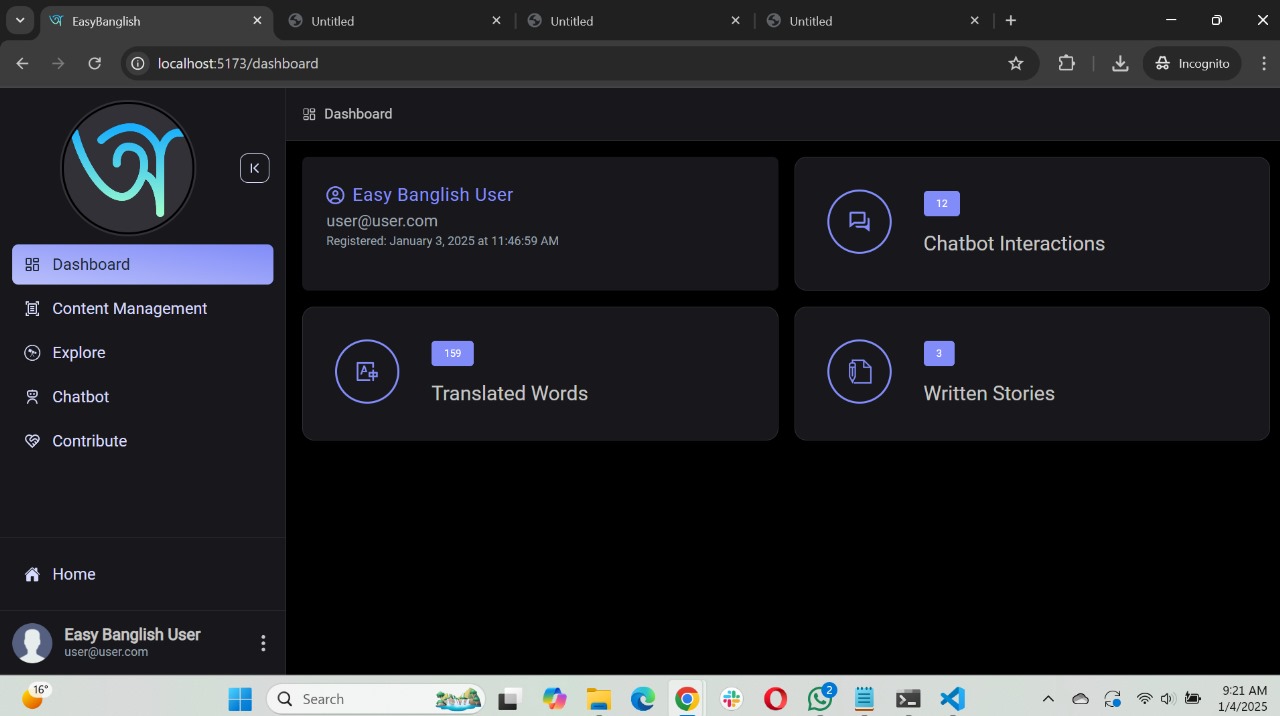 EasyBanglish
Untitled
Untitled
Untitled
localhost:5173/dashboard
Incognito
Dashboard
Dashboard
Content Management
Explore
Chatbot
Contribute
Home
Easy Banglish User
user@user.com
Easy Banglish User
user@user.com
Registered: January 3, 2025 at 11:46:59 AM
12
Chatbot Interactions
159
Translated Words
3
Written Stories
16°
Search
2
9:21 AM
1/4/2025